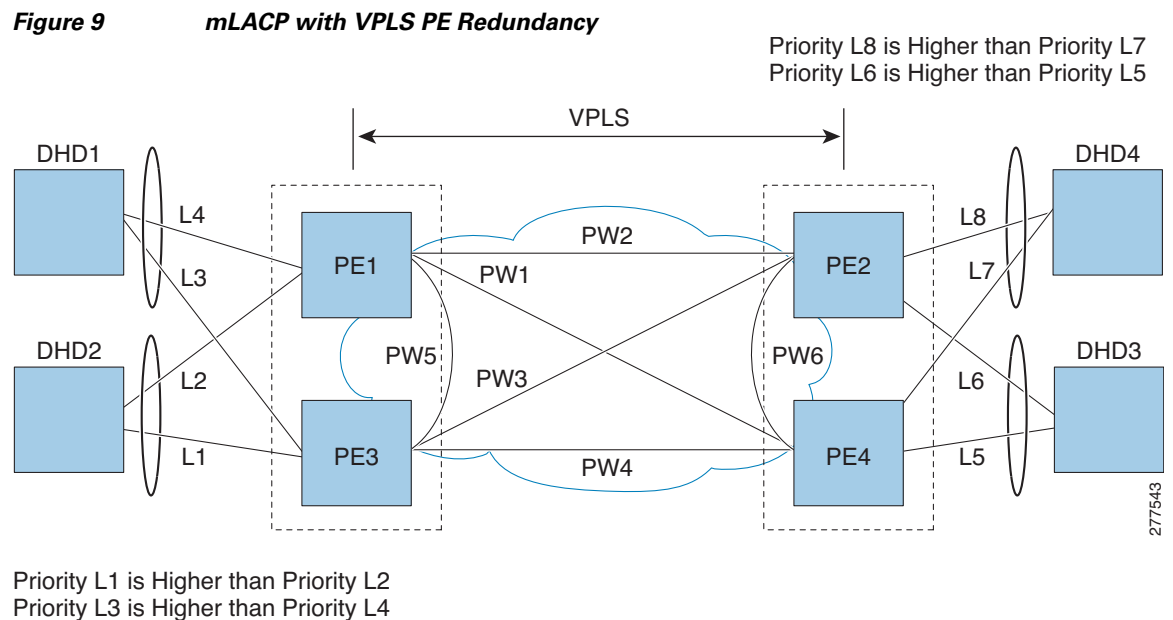 Figure 9 mLACP with VPLS PE Redundancy
Priority L8 is Higher than Priority L7
Priority L6 is Higher than Priority L5
VPLS
DHD1
DHD4
L4
L8
PW2
PE1
PE2
PW1
L3
L7
DHD2
DHD3
PW5
PW6
PW3
L2
L6
L1
L5
PE3
PE4
PW4
277543
Priority L1 is Higher than Priority L2
Priority L3 is Higher than Priority L4